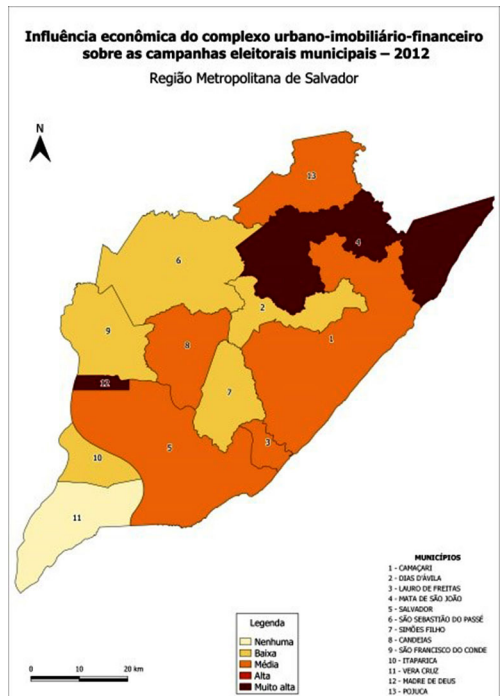 Influência econômica do complexo urbano-imobiliário-financeiro
sobre as campanhas eleitorais municipais – 2012
Região Metropolitana de Salvador
N
13
4
6
2
9
1
8
12
7
3
5
10
11
MUNICÍPIOS
1 - CAMAÇARI
2 - DIAS D'ÁVILA
3 - LAURO DE FREITAS
4 - MATA DE SÃO JOÃO
5 - SALVADOR
6 - SÃO SEBASTIÃO DO PASSÉ
7 - SIMÕES FILHO
8 - CANDEIAS
9 - SÃO FRANCISCO DO CONDE
10 - ITAPARICA
11 - VERA CRUZ
12 - MADRE DE DEUS
13 - POJUCA
Legenda
Nenhuma
Baixa
Média
Alta
Muito alta
0 10 20 km